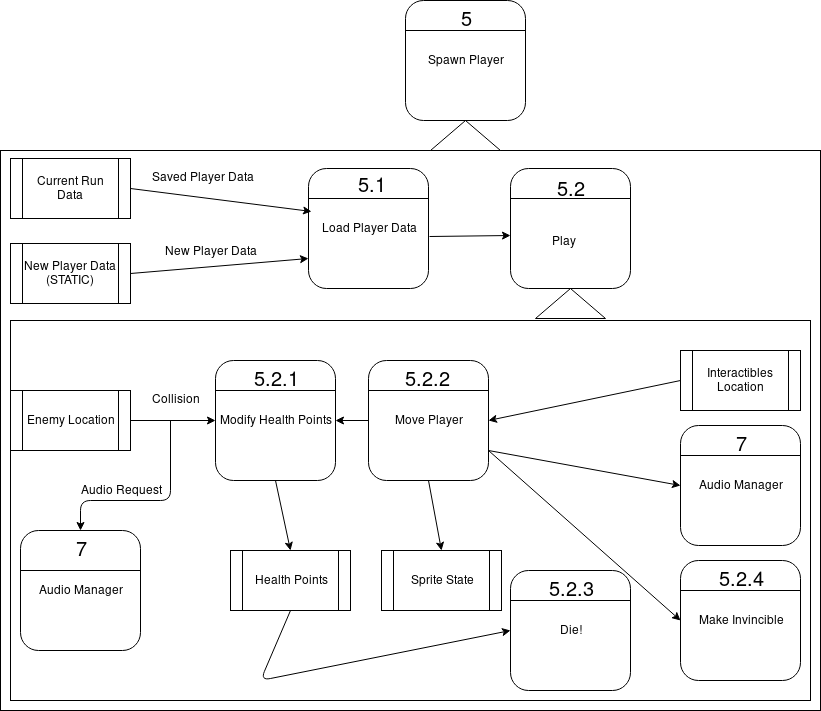 5
Spawn Player
Current Run
Data
Saved Player Data
5.1
Load Player Data
5.2
Play
New Player Data
(STATIC)
New Player Data
5.2.1
Modify Health Points
5.2.2
Move Player
Interactibles
Location
Enemy Location
Collision
7
Audio Manager
Audio Request
7
Audio Manager
Health Points
Sprite State
5.2.3
Die!
5.2.4
Make Invincible